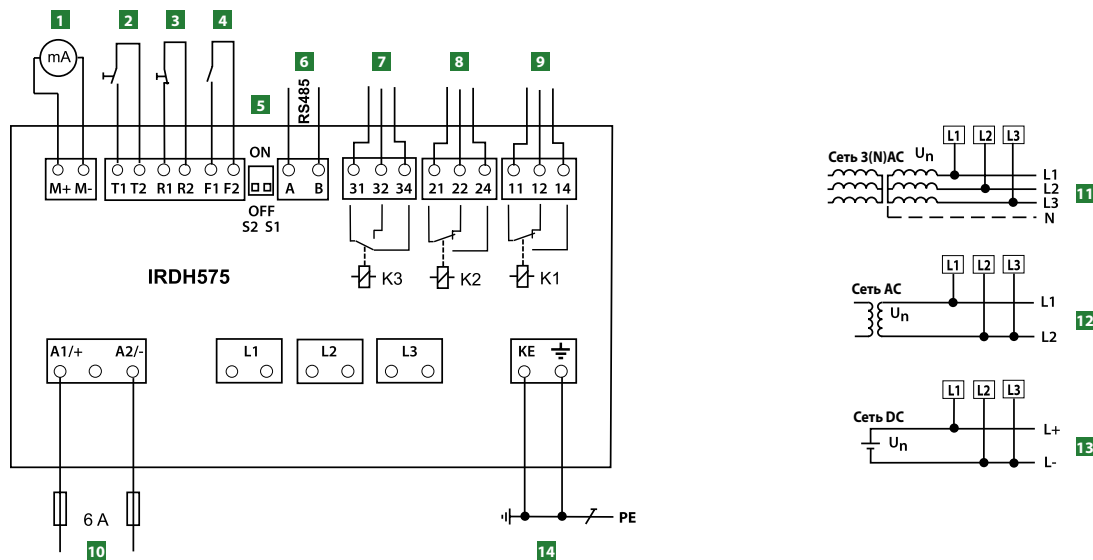 1 2 3 4 5 6 7 8 9
mA
RS485
ON
M+ M-
T1 T2 R1 R2 F1 F2
A B
31 32 34
21 22 24
11 12 14
OFF
S2 S1
IRDH575
K3
K2
K1
A1/+ A2/-
L1
L2
L3
KE
6 A
10
PE
14
L1 L2 L3
Сеть 3(N)AC Un
L1
L2
L3
N
11
L1 L2 L3
Сеть AC
Un
L1
L2
12
L1 L2 L3
Сеть DC
Un
L+
L-
13